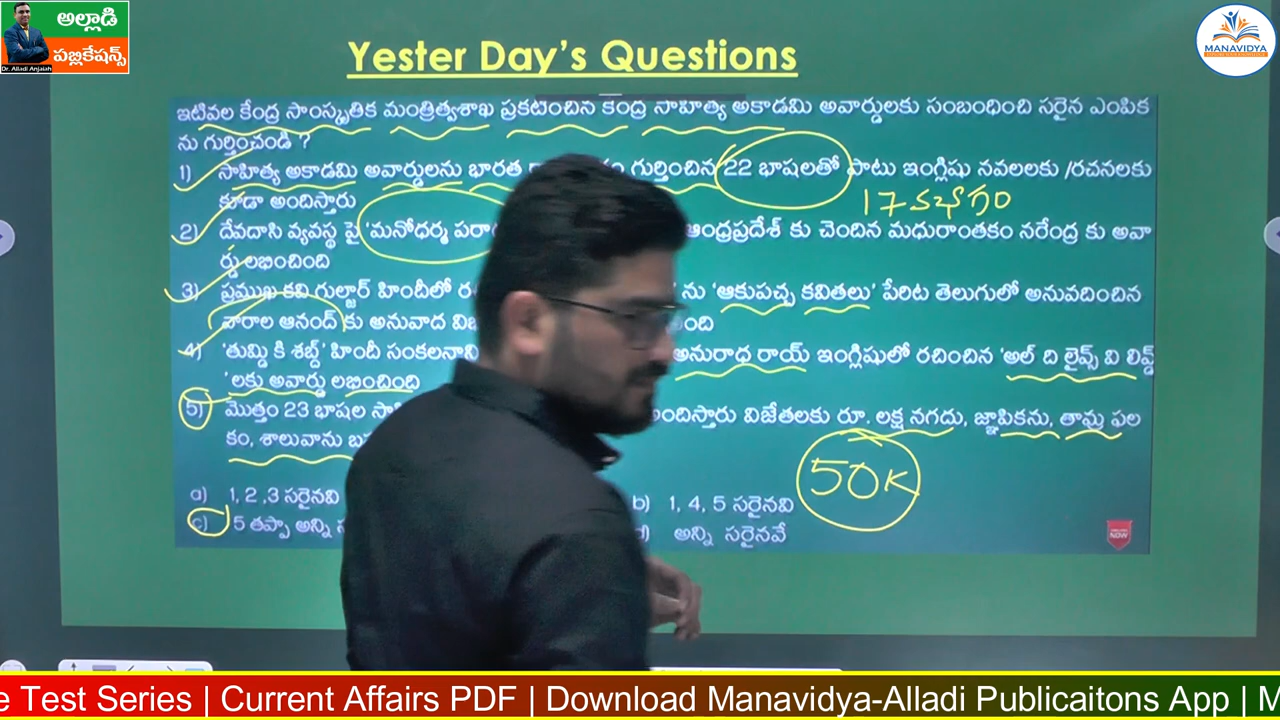 అల్లాడి
పబ్లికేషన్స్
Dr. Alladi Anjaiah
MANAVIDYA
Yester Day's Questions
ఇటివల కేంద్ర సాంస్కృతిక మంత్రిత్వశాఖ ప్రకటించిన కేంద్ర సాహిత్య అకాడమి అవార్డులకు సంబంధించి సరైన ఎంపిక
ను గుర్తించండి ?
1) సాహిత్య అకాడమి అవార్డులను భారత గుర్తించిన 22 భాషలతో పాటు ఇంగ్లిషు నవలలకు /రచనలకు
కూడా అందిస్తారు
17వభాగం
2) దేవదాసి వ్యవస్థ పై 'మనోధర్మ ఆంధ్రప్రదేశ్ కు చెందిన మధురాంతకం నరేంద్ర కు అవా
ర్డు లభించింది
3) ప్రముఖ కవి గుల్జార్ హిందీలో ను 'ఆకుపచ్చ కవితలు' పేరిట తెలుగులో అనువదించిన
వారాల ఆనంద్ కు అనువాద
4) 'తుమ్డి కి శబ్ద్' హిందీ అనురాధ రాయ్ ఇంగ్లిషులో రచించిన 'అల్ ది లైవ్స్ వి లివ్డ్
'లకు అవార్డు లభించింది
5) మొత్తం 23 భాషల అందిస్తారు విజేతలకు రూ. లక్ష నగదు, జ్ఞాపికను, తామ్ర ఫల
కం, శాలువాను
50K
a) 1, 2 ,3 సరైనవి
b) 1, 4, 5 సరైనవి
c) 5 తప్పా అన్ని
అన్ని సరైనవే
NOW
e Test Series | Current Affairs PDF | Download Manavidya-Alladi Publicaitons App | M